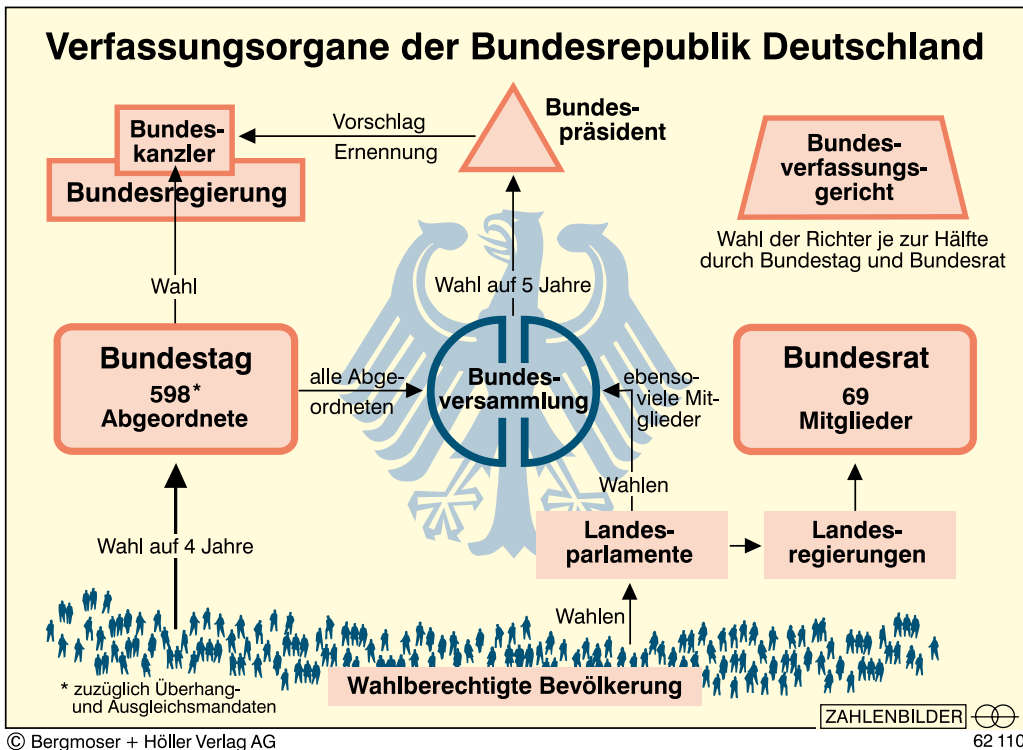 Verfassungsorgane der Bundesrepublik Deutschland
Bundes-
kanzler
Bundesregierung
Vorschlag
Ernennung
Bundes-
präsident
Bundes-
verfassungs-
gericht
Wahl der Richter je zur Hälfte
durch Bundestag und Bundesrat
Wahl
Wahl auf 5 Jahre
Bundestag
598*
Abgeordnete
alle Abge-
ordneten
Bundes-
versammlung
ebenso-
viele Mit-
glieder
Bundesrat
69
Mitglieder
Wahlen
Landes-
parlamente
Landes-
regierungen
Wahl auf 4 Jahre
Wahlen
Wahlberechtigte Bevölkerung
* zuzüglich Überhang-
und Ausgleichsmandaten
ZAHLENBILDER
© Bergmoser + Höller Verlag AG
62 110